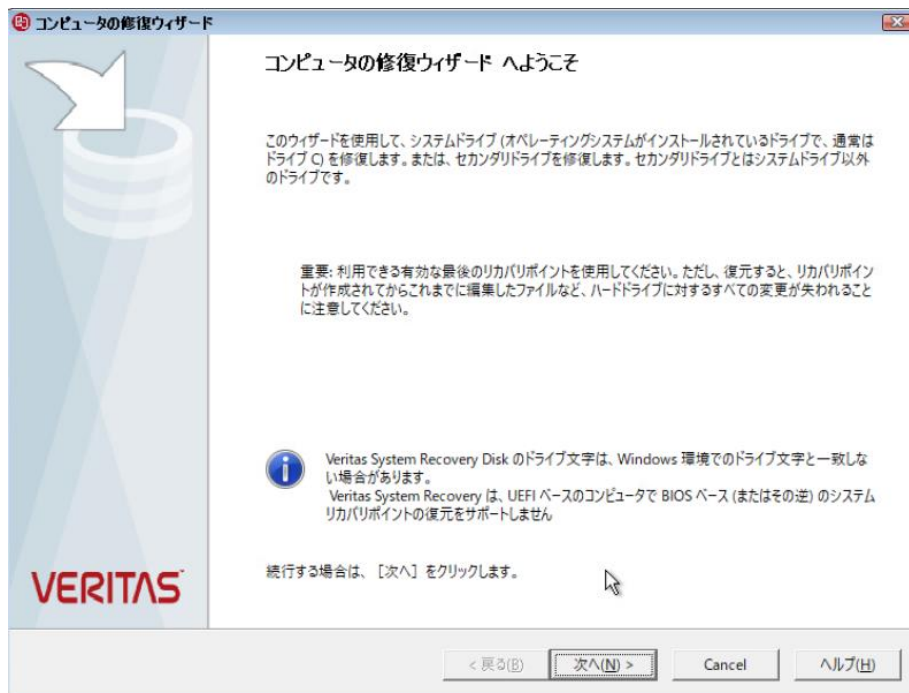 コンピュータの修復ウィザード
コンピュータの修復ウィザード へようこそ
このウィザードを使用して、システムドライブ (オペレーティングシステムがインストールされているドライブで、通常は
ドライブ C) を修復します。または、セカンダリドライブを修復します。セカンダリドライブとはシステムドライブ以外
のドライブです。
重要: 利用できる有効な最後のリカバリポイントを使用してください。ただし、復元すると、リカバリポイン
トが作成されてからこれまでに編集したファイルなど、ハードドライブに対するすべての変更が失われること
に注意してください。
Veritas System Recovery Disk のドライブ文字は、Windows 環境でのドライブ文字と一致しな
い場合があります。
Veritas System Recovery は、UEFI ベースのコンピュータで BIOS ベース (またはその逆) のシステム
リカバリポイントの復元をサポートしません
続行する場合は、[次へ] をクリックします。
VERITAS
< 戻る(B) 次へ(N) > Cancel ヘルプ(H)